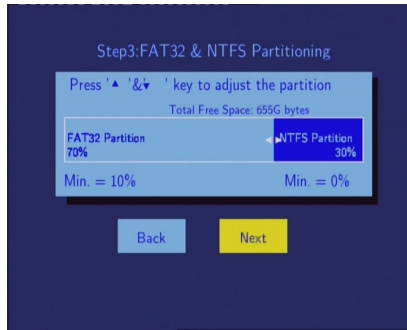 Step3:FAT32 & NTFS Partitioning
Press '▲ '&'▼ ' key to adjust the partition
Total Free Space: 655G bytes
FAT32 Partition
70%
NTFS Partition
30%
Min. = 10%
Min. = 0%
Back
Next